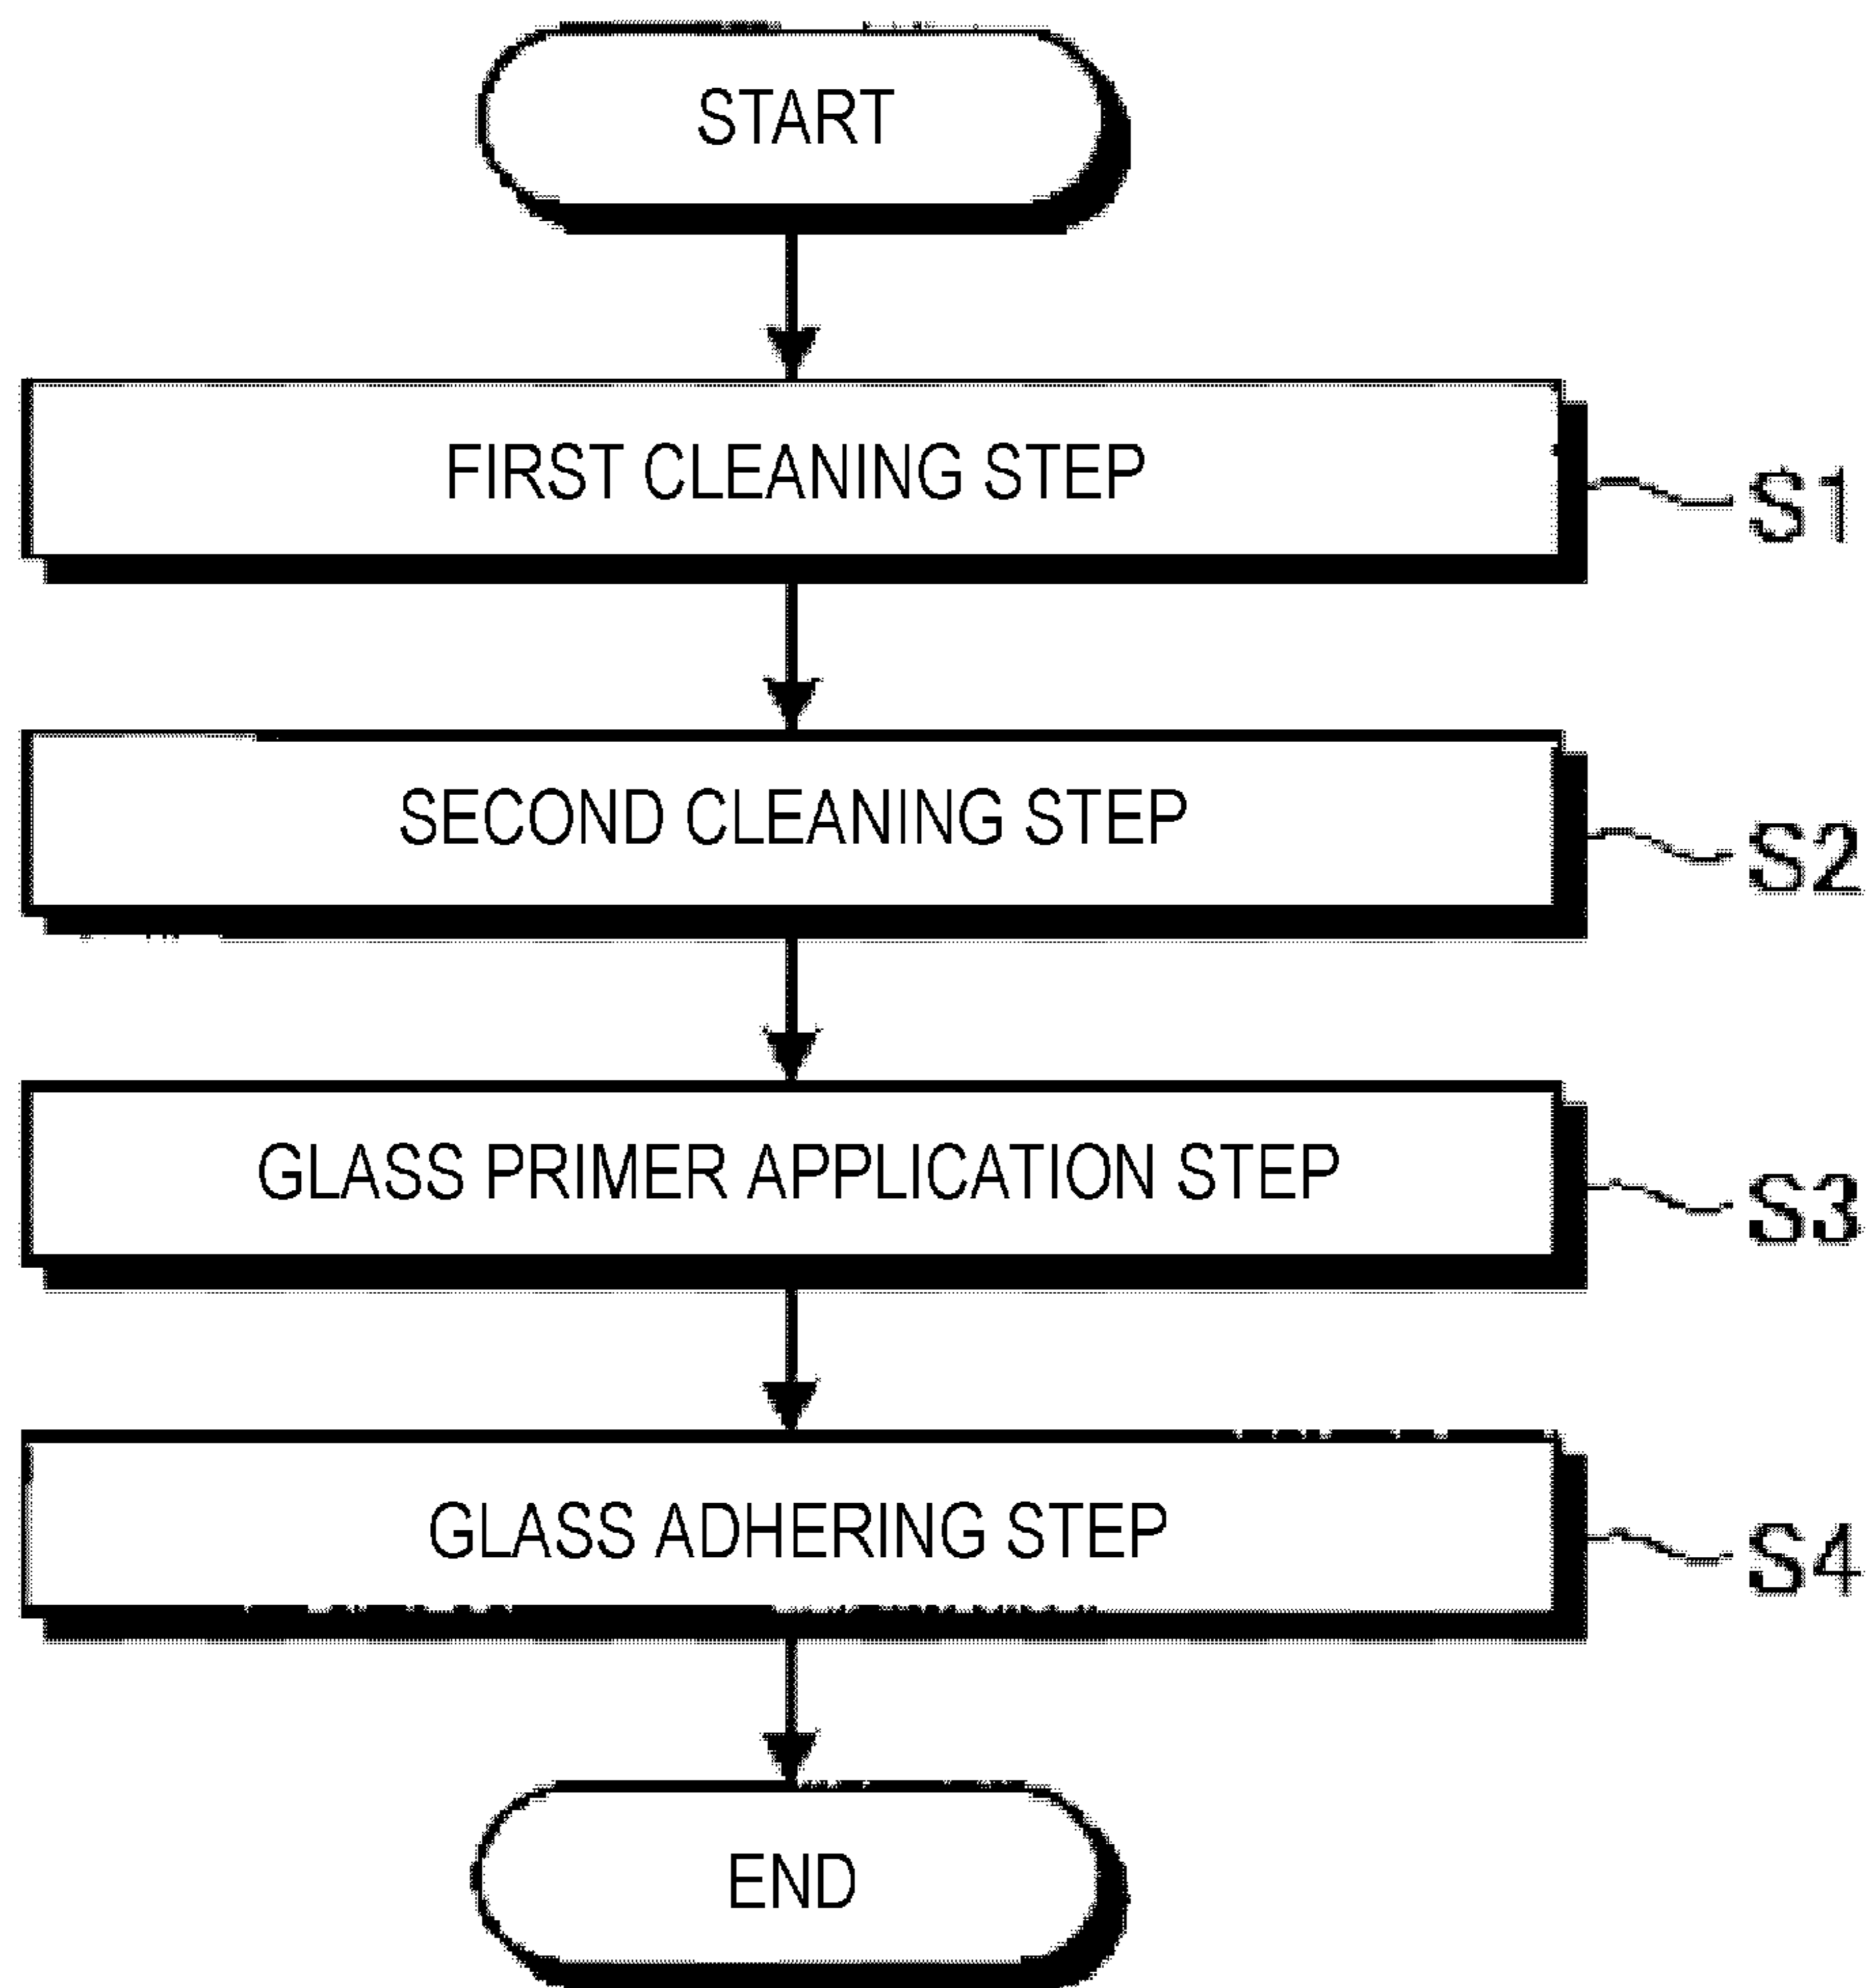 START
FIRST CLEANING STEP
S1
SECOND CLEANING STEP
S2
GLASS PRIMER APPLICATION STEP
S3
GLASS ADHERING STEP
S4
END